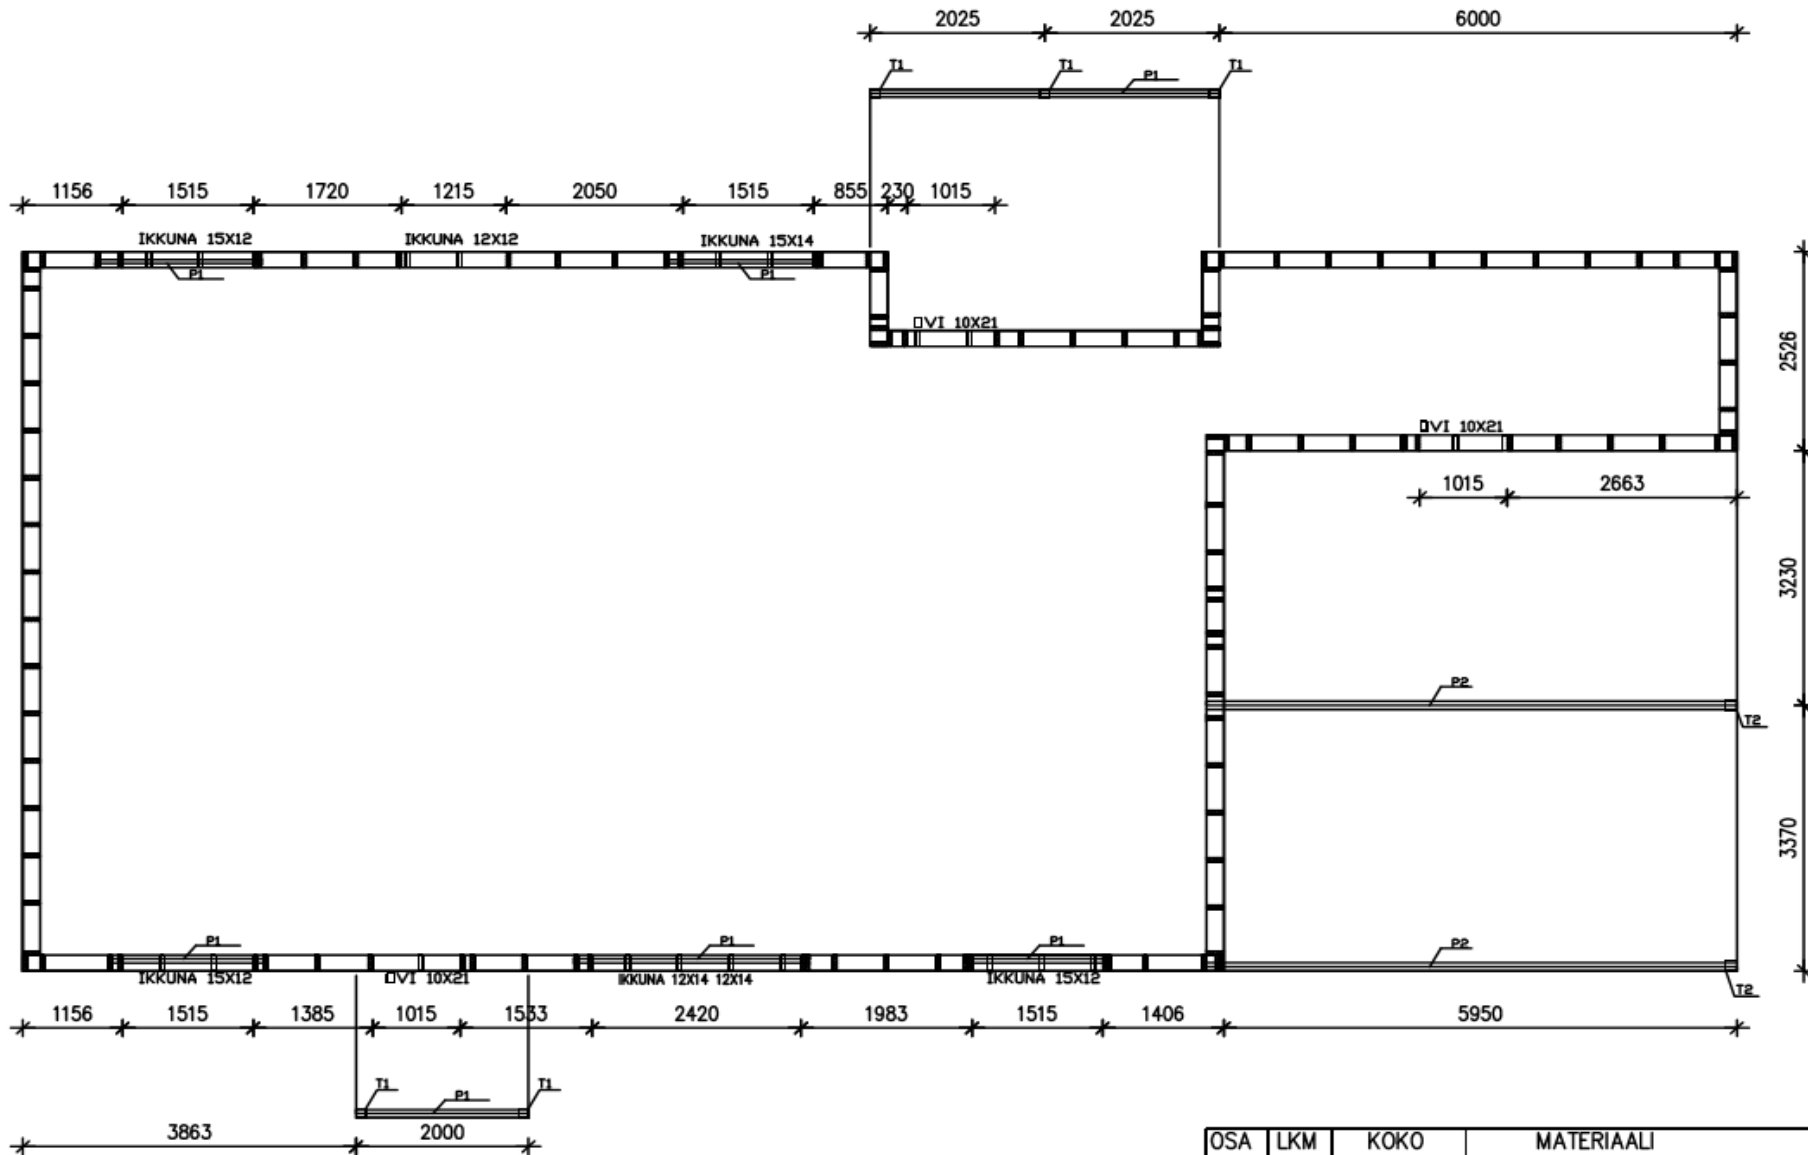 2025 2025 6000
T1 T1 P1 T1
1156 1515 1720 1215 2050 1515 855 230 1015
IKKUNA 15X12 IKKUNA 12X12 IKKUNA 15X14
P1 P1
OVI 10X21
2526
OVI 10X21
1015 2663
3230
P2
T2
3370
P1 P1 P1 P2
IKKUNA 15X12 OVI 10X21 IKKUNA 12X14 12X14 IKKUNA 15X12
T2
1156 1515 1385 1015 1533 2420 1983 1515 1406 5950
T1 P1 T1
3863 2000
OSA LKM KOKO MATERIAALI